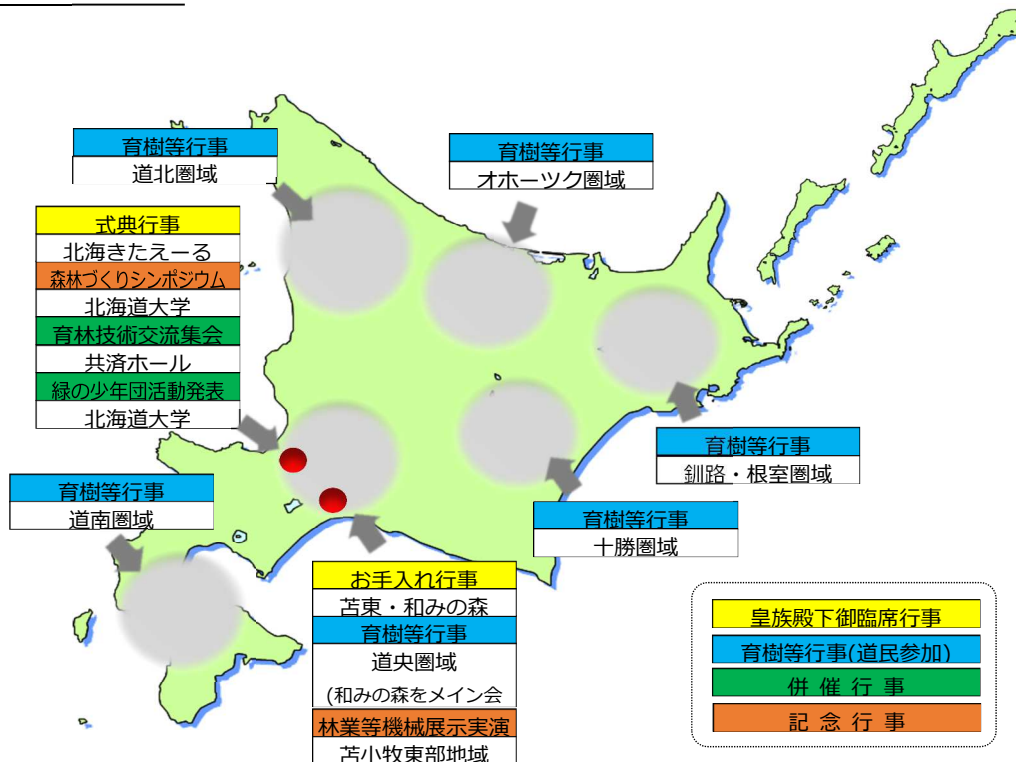 育樹等行事
道北圏域
育樹等行事
オホーツク圏域
式典行事
北海きたえーる
森林づくりシンポジウム
北海道大学
育林技術交流集会
共済ホール
緑の少年団活動発表
北海道大学
育樹等行事
釧路・根室圏域
育樹等行事
道南圏域
育樹等行事
十勝圏域
お手入れ行事
苫東・和みの森
育樹等行事
道央圏域
(和みの森をメイン会
林業等機械展示実演
苫小牧東部地域
皇族殿下御臨席行事
育樹等行事(道民参加)
併 催 行 事
記 念 行 事